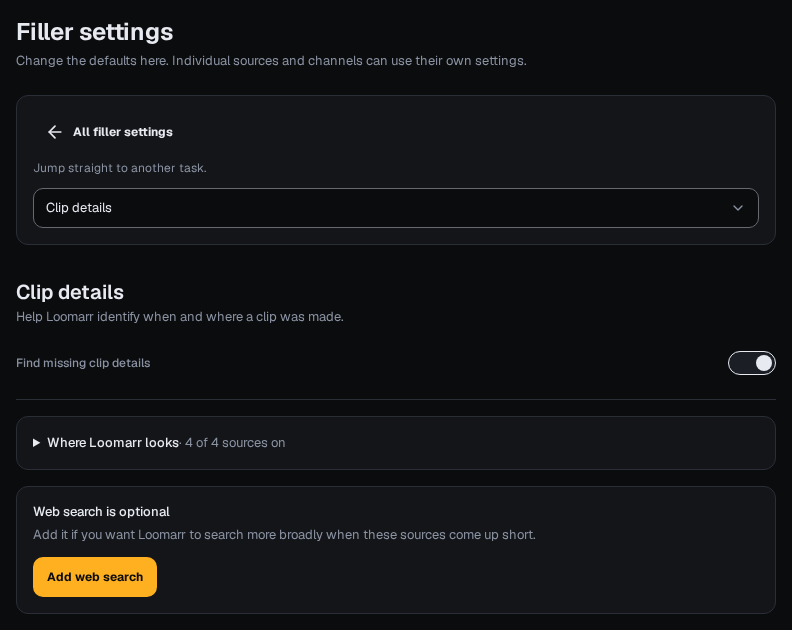 Filler settings
Change the defaults here. Individual sources and channels can use their own settings.
All filler settings
Jump straight to another task.
Clip details
Clip details
Help Loomarr identify when and where a clip was made.
Find missing clip details
Where Loomarr looks· 4 of 4 sources on
Web search is optional
Add it if you want Loomarr to search more broadly when these sources come up short.
Add web search